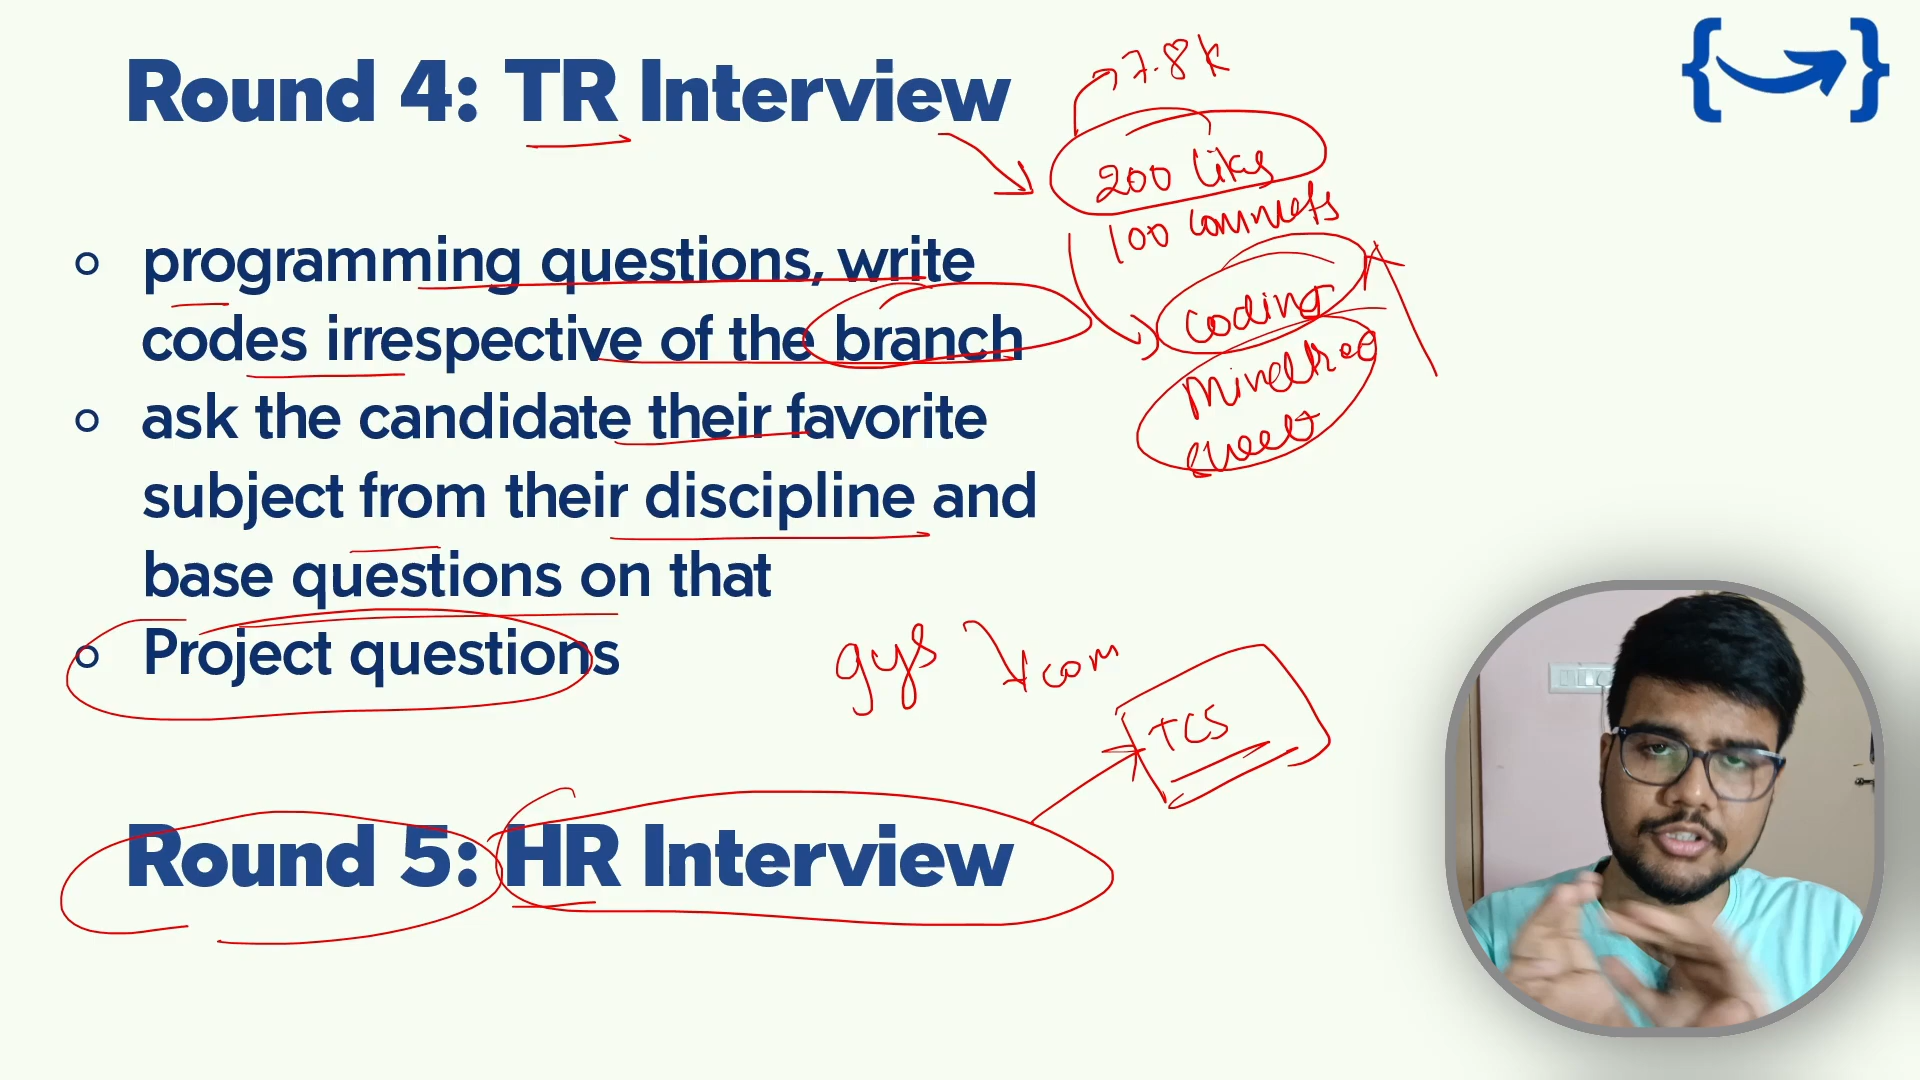 Round 4: TR Interview
7.8k
200 likes
100 comments
programming questions, write
codes irrespective of the branch
coding
Mindtree
sheet
ask the candidate their favorite
subject from their discipline and
base questions on that
Project questions
TCS
Round 5: HR Interview